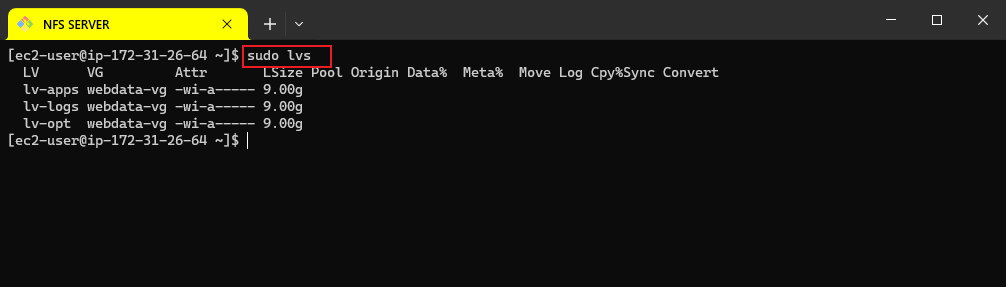 NFS SERVER
[ec2-user@ip-172-31-26-64 ~]$ sudo lvs
  LV      VG         Attr       LSize Pool Origin Data%  Meta%  Move Log Cpy%Sync Convert
  lv-apps webdata-vg -wi-a----- 9.00g
  lv-logs webdata-vg -wi-a----- 9.00g
  lv-opt  webdata-vg -wi-a----- 9.00g
[ec2-user@ip-172-31-26-64 ~]$